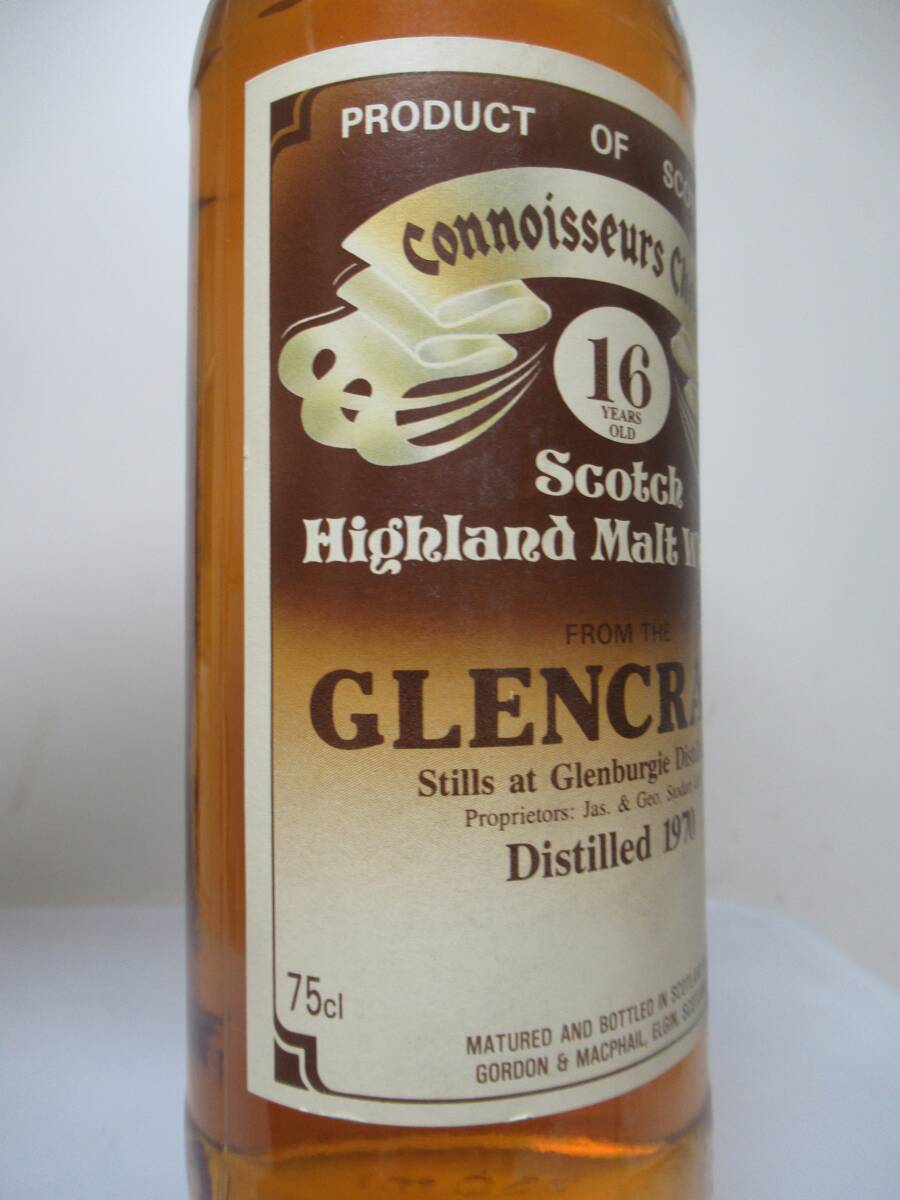 PRODUCT OF
Connoisseurs
16
YEARS
OLD
Scotch
Highland Malt
FROM THE
GLENCRA
Stills at Glenburgie
Proprietors: Jas. & Geo.
Distilled 1970
75cl
MATURED AND BOTTLED IN
GORDON & MACPHAIL, ELGIN,